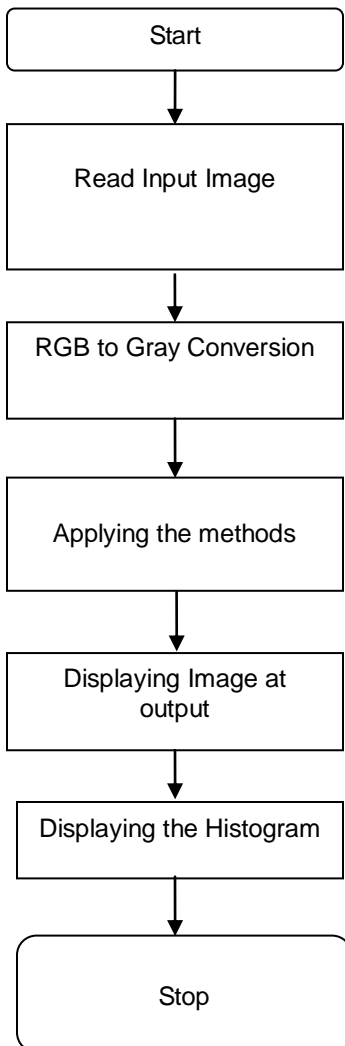 Start
Read Input Image
RGB to Gray Conversion
Applying the methods
Displaying Image at
output
Displaying the Histogram
Stop